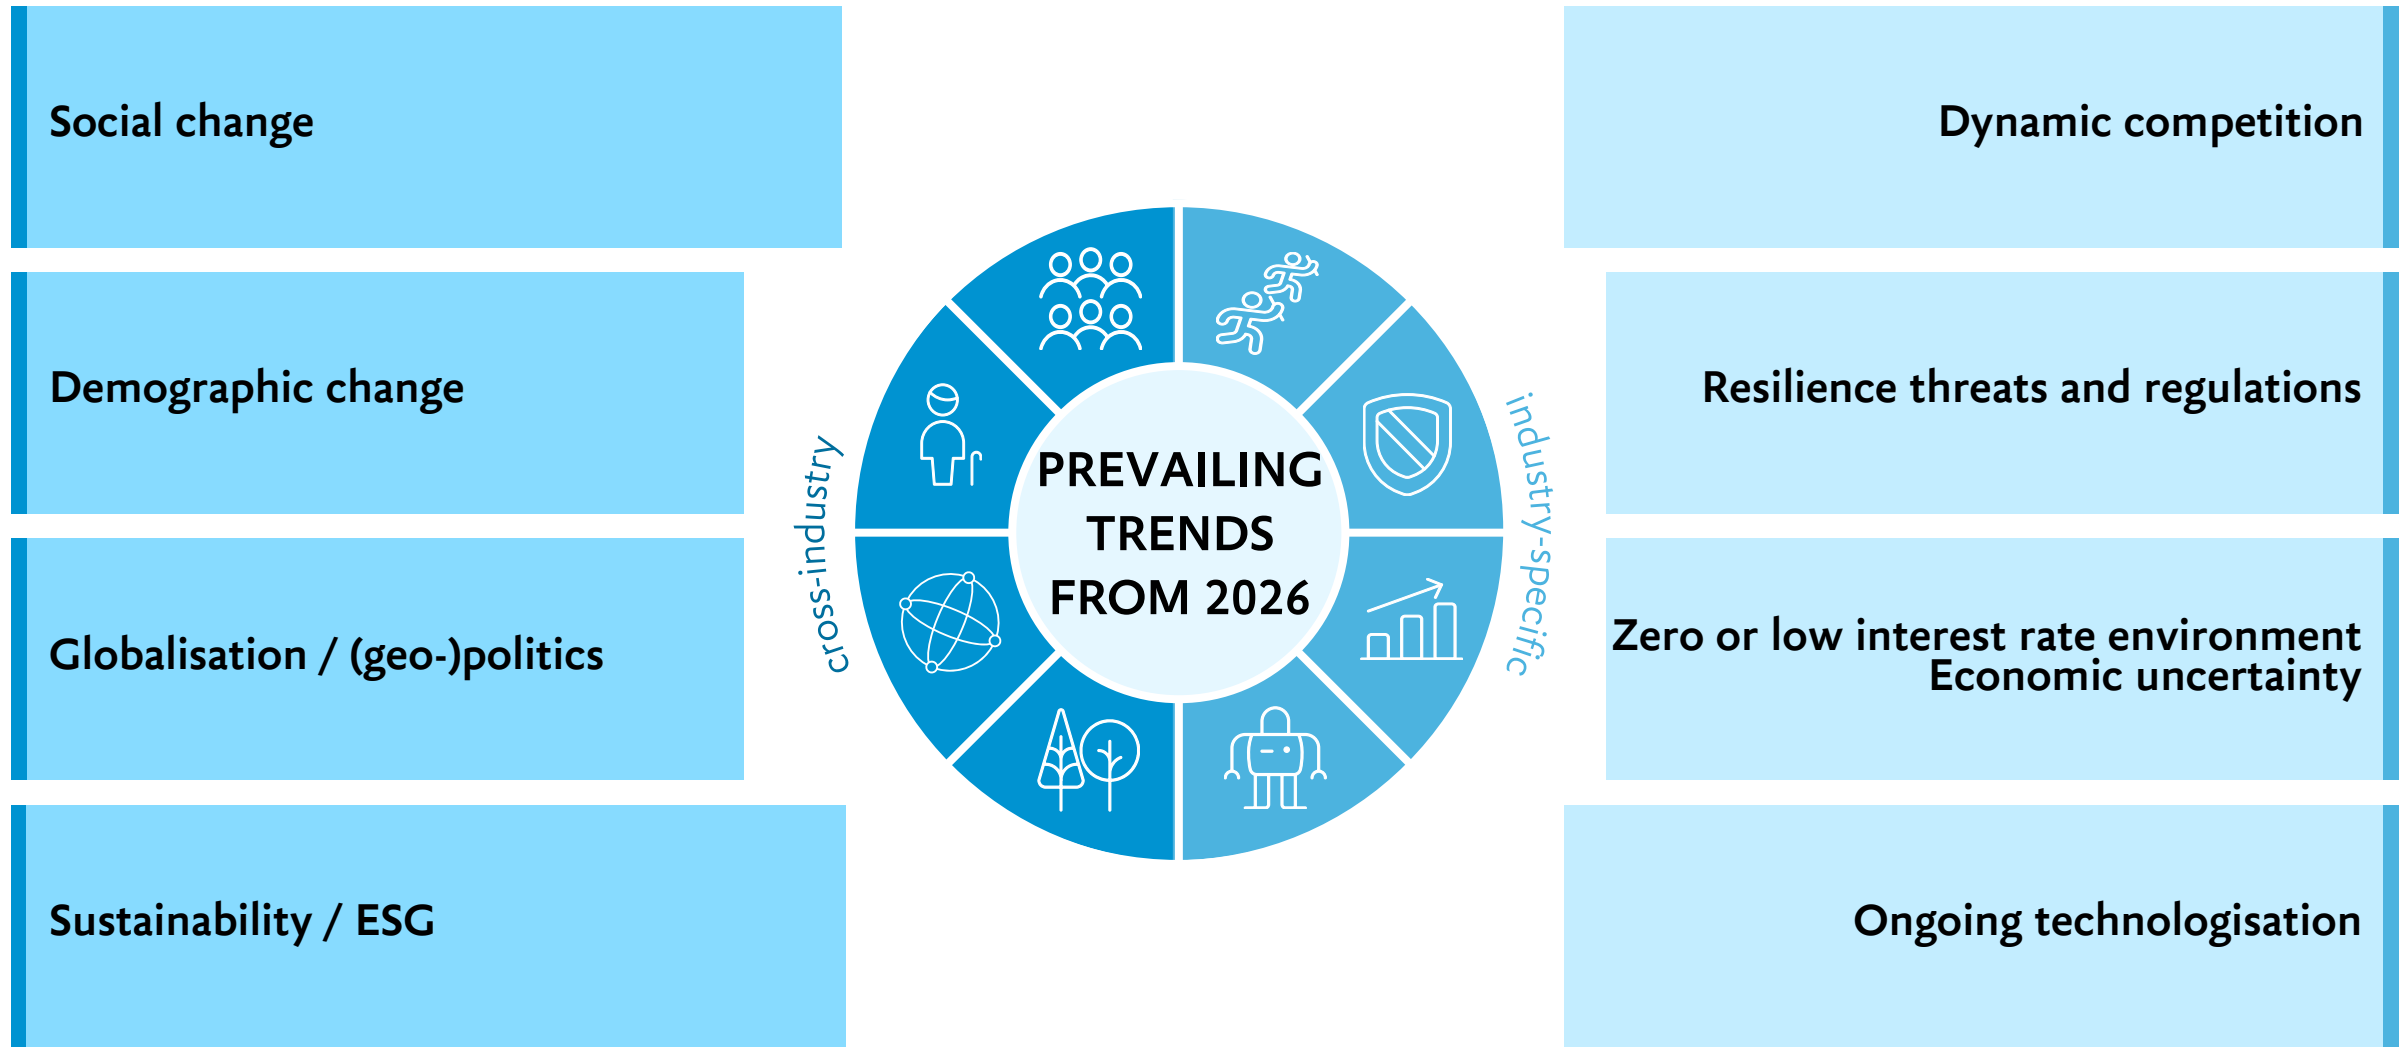 Social change
Demographic change
Globalisation / (geo-)politics
Sustainability / ESG
cross-industry
PREVAILING
TRENDS
FROM 2026
industry-specific
Dynamic competition
Resilience threats and regulations
Zero or low interest rate environment
Economic uncertainty
Ongoing technologisation